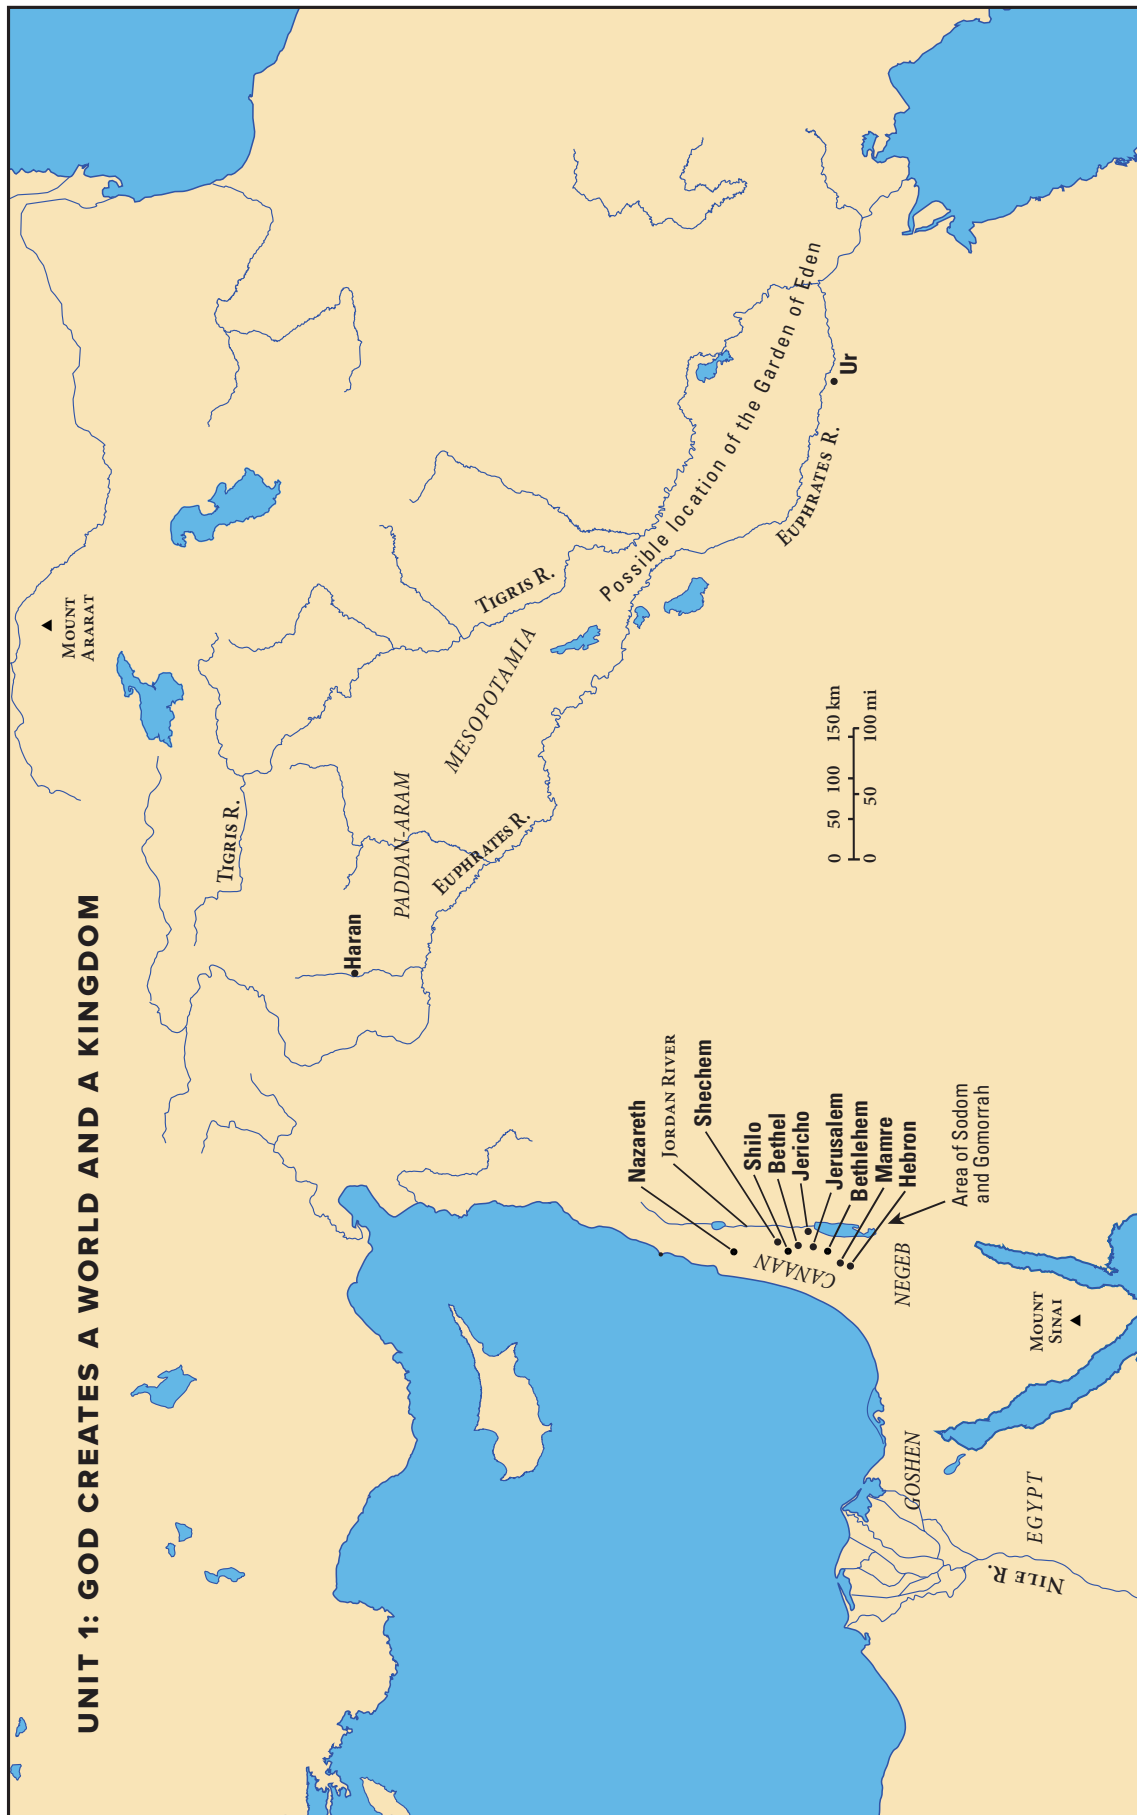 UNIT 1: GOD CREATES A WORLD AND A KINGDOM
MOUNT
ARARAT
TIGRIS R.
Haran
PADDAN-ARAM
MESOPOTAMIA
TIGRIS R.
EUPHRATES R.
Possible location of the Garden of Eden
EUPHRATES R.
Ur
Nazareth
JORDAN RIVER
Shechem
Shilo
Bethel
Jericho
Jerusalem
Bethlehem
Mamre
Hebron
CANAAN
Area of Sodom
and Gomorrah
NEGEB
MOUNT
SINAI
GOSHEN
EGYPT
NILE R.
0 50 100 150 km
0 50 100 mi